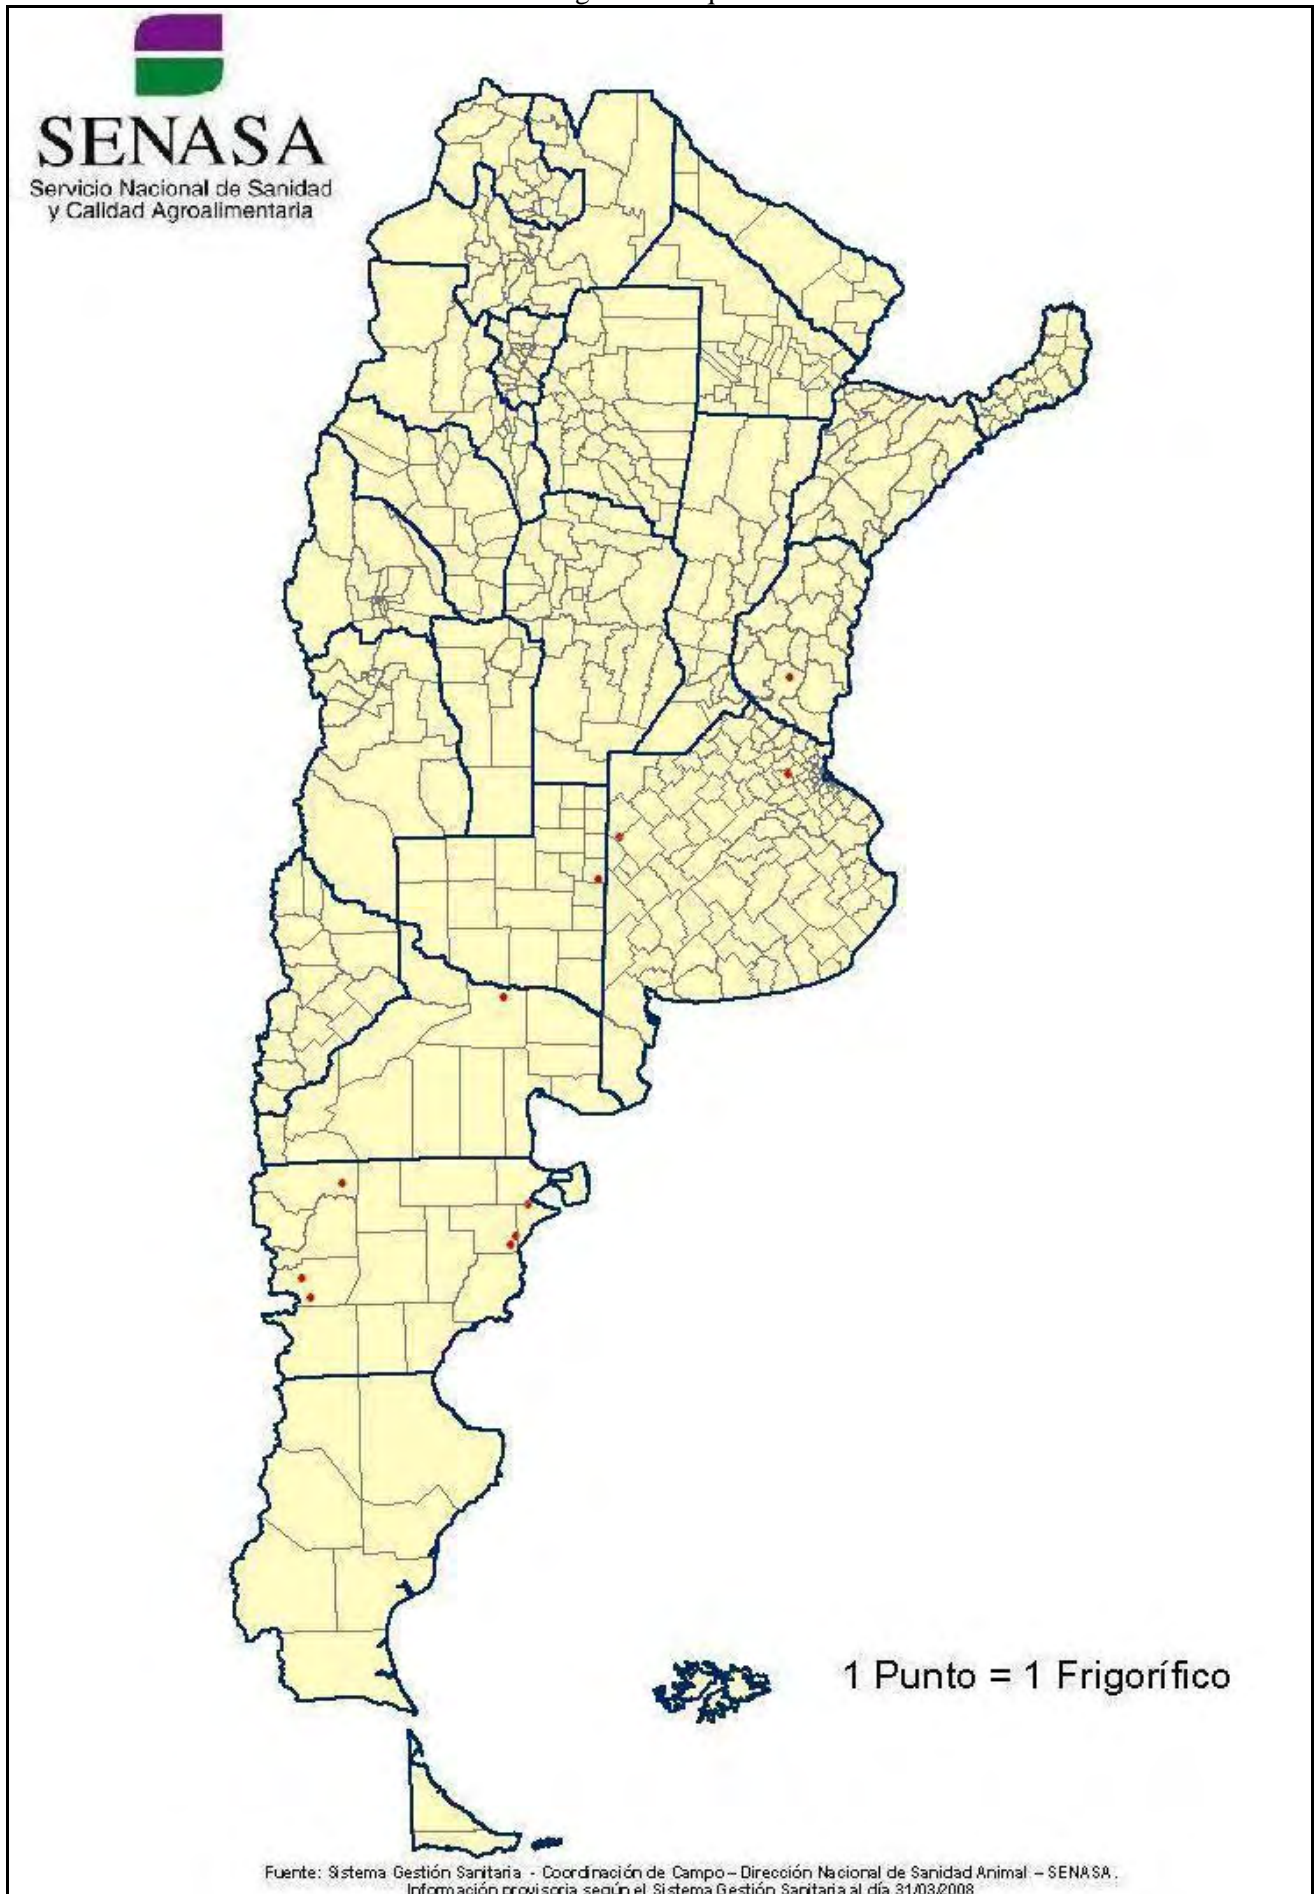 SENASA
Servicio Nacional de Sanidad
y Calidad Agroalimentaria
1 Punto = 1 Frigorífico
Fuente: Sistema Gestión Sanitaria - Coordinación de Campo – Dirección Nacional de Sanidad Animal – SENASA.
Información provisoria según el Sistema Gestión Sanitaria al día 31/03/2008